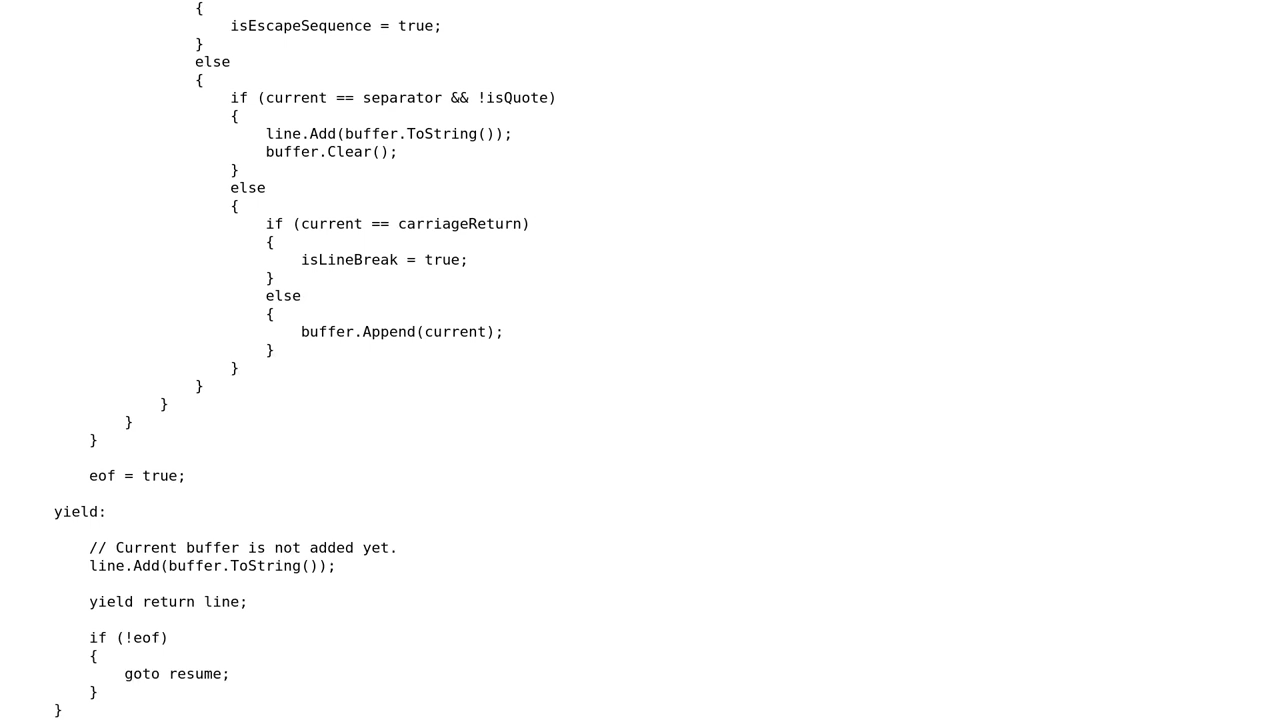 {
isEscapeSequence = true;
}
else
{
if (current == separator && !isQuote)
{
line.Add(buffer.ToString());
buffer.Clear();
}
else
{
if (current == carriageReturn)
{
isLineBreak = true;
}
else
{
buffer.Append(current);
}
}
}
}
}
}
eof = true;
yield:
// Current buffer is not added yet.
line.Add(buffer.ToString());
yield return line;
if (!eof)
{
goto resume;
}
}